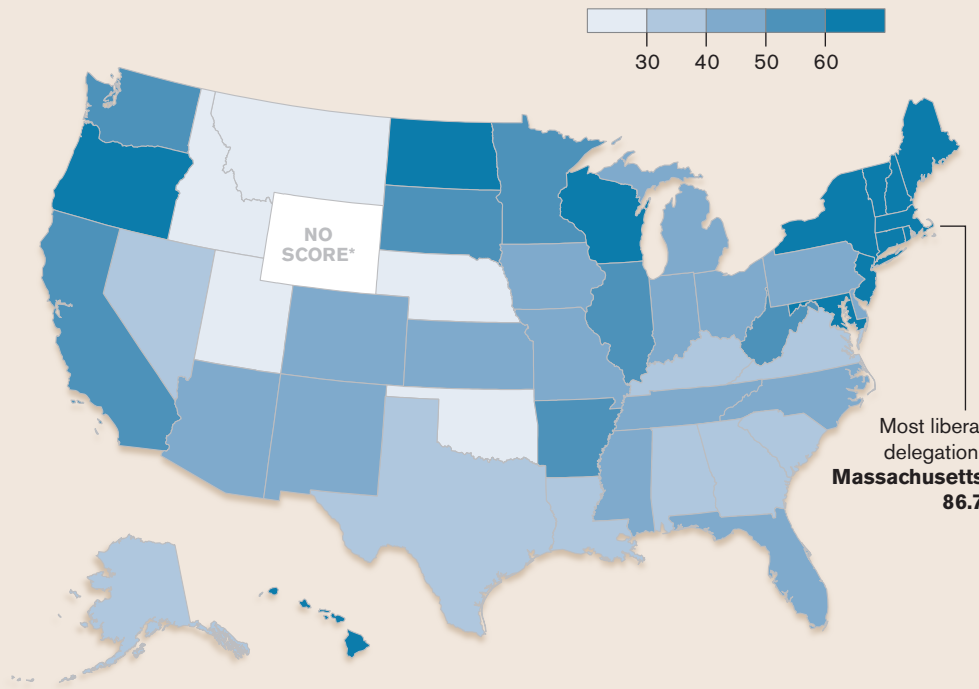 30 40 50 60
NO
SCORE*
Most libera
delegation
Massachusetts
86.7